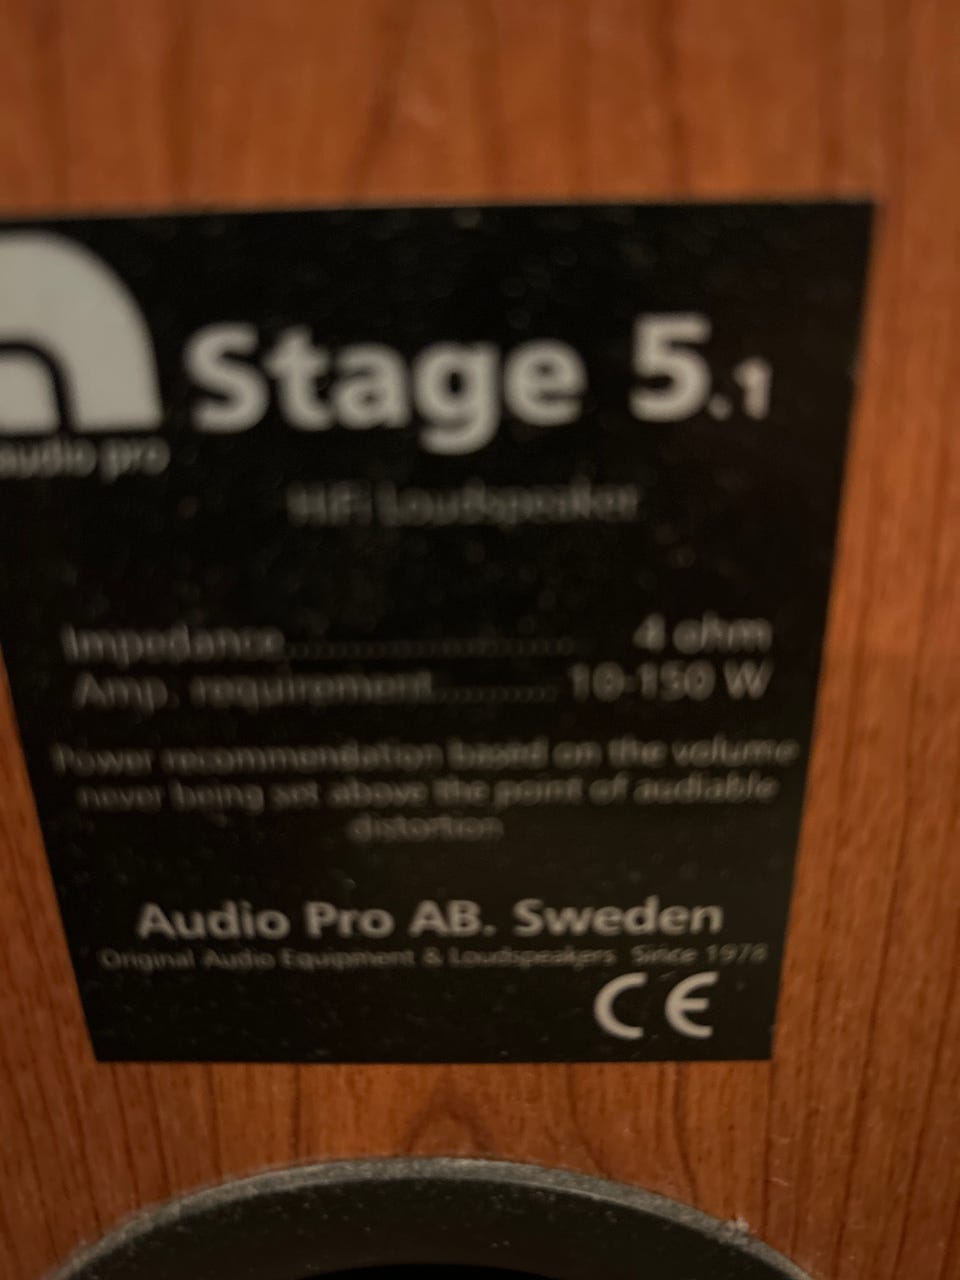 Stage 5.1
audio pro
HiFi Loudspeaker
Impedance.......................... 4 ohm
Amp. requirement........... 10-150 W
Power recommendation based on the volume
never being set above the point of audiable
distortion
Audio Pro AB. Sweden
Original Audio Equipment & Loudspeakers Since 1978
CE